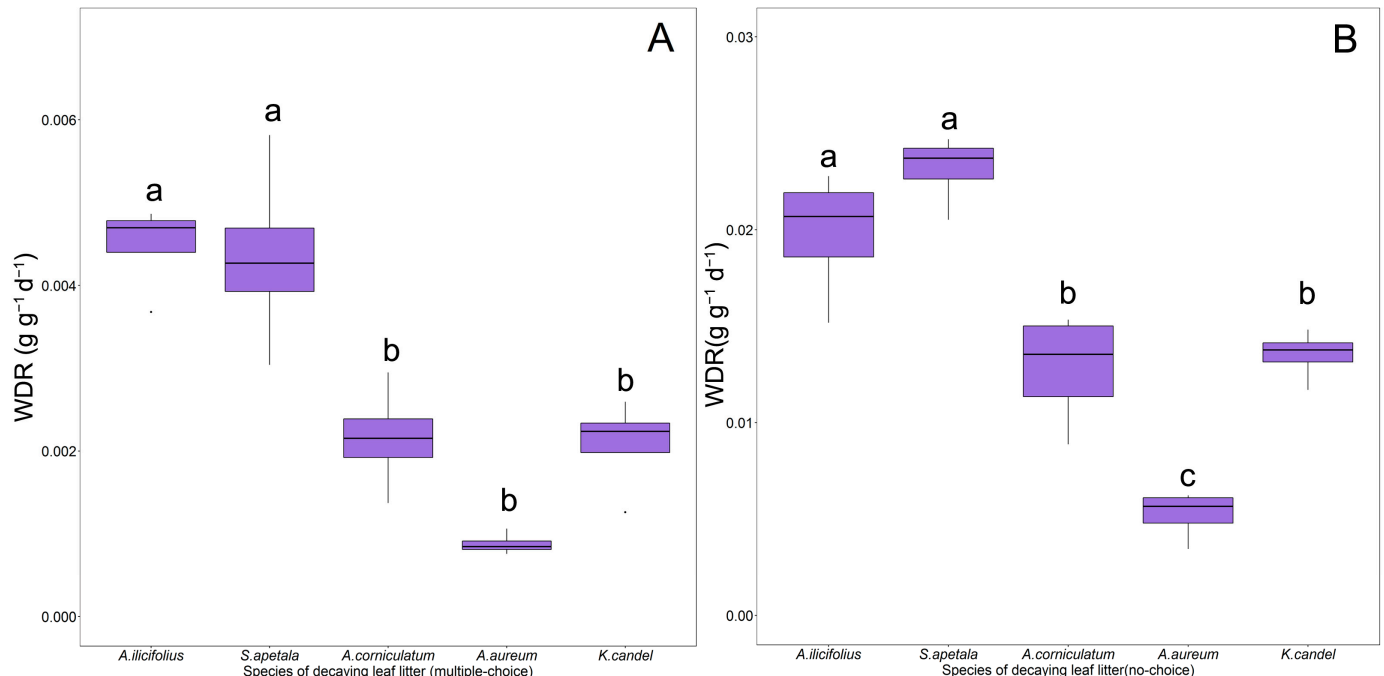 A
WDR (g g⁻¹ d⁻¹)
0.006
0.004
0.002
0.000
a
a
b
b
b
A.ilicifolius
S.apetala
A.corniculatum
A.aureum
K.candel
Species of decaying leaf litter (multiple-choice)
B
WDR(g g⁻¹ d⁻¹)
0.03
0.02
0.01
0.00
a
a
b
c
b
A.ilicifolius
S.apetala
A.corniculatum
A.aureum
K.candel
Species of decaying leaf litter(no-choice)